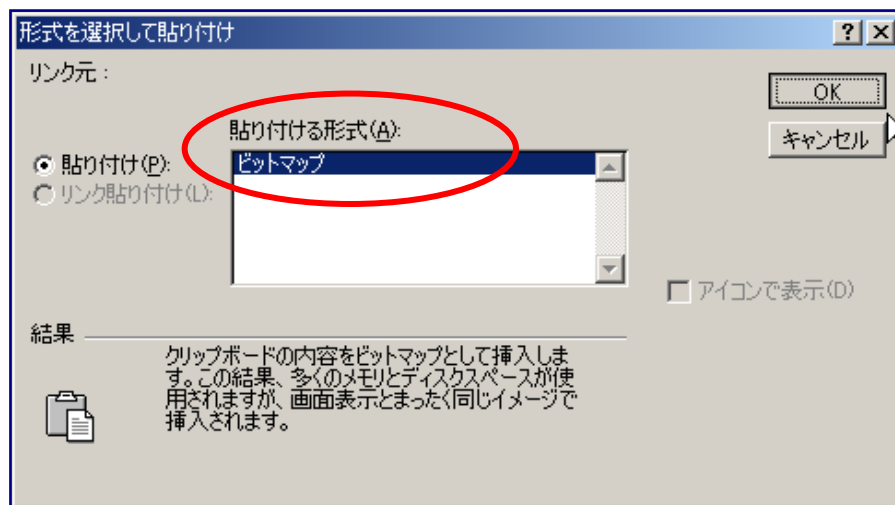 形式を選択して貼り付け
リンク元：
OK
キャンセル
貼り付ける形式(A):
貼り付け(P):
ビットマップ
リンク貼り付け(L):
アイコンで表示(D)
結果
クリップボードの内容をビットマップとして挿入しま
す。この結果、多くのメモリとディスクスペースが使
用されますが、画面表示とまったく同じイメージで
挿入されます。